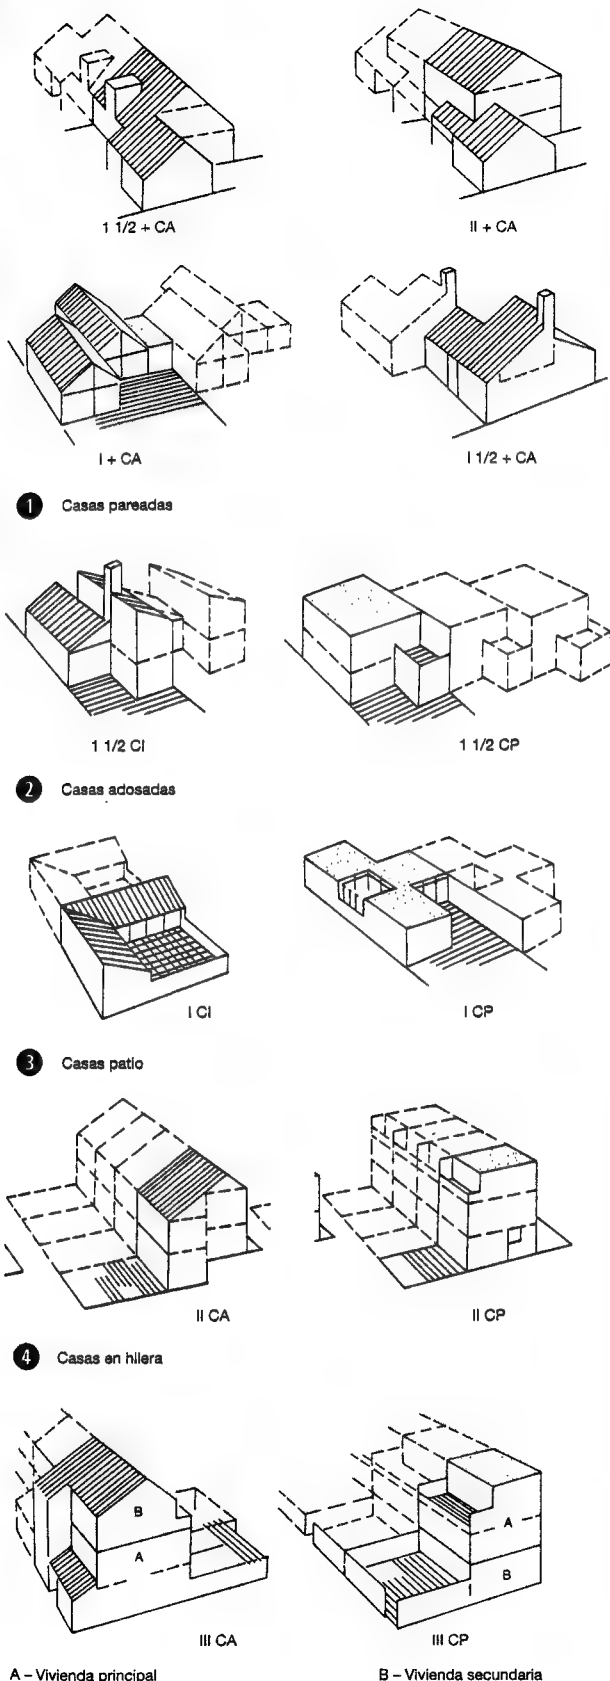 1 1/2 + CA
II + CA
I + CA
I 1/2 + CA
1 Casas pareadas
1 1/2 CI
1 1/2 CP
2 Casas adosadas
I CI
I CP
3 Casas patio
II CA
II CP
4 Casas en hilera
B
A
A
B
III CA
III CP
A – Vivienda principal
B – Vivienda secundaria